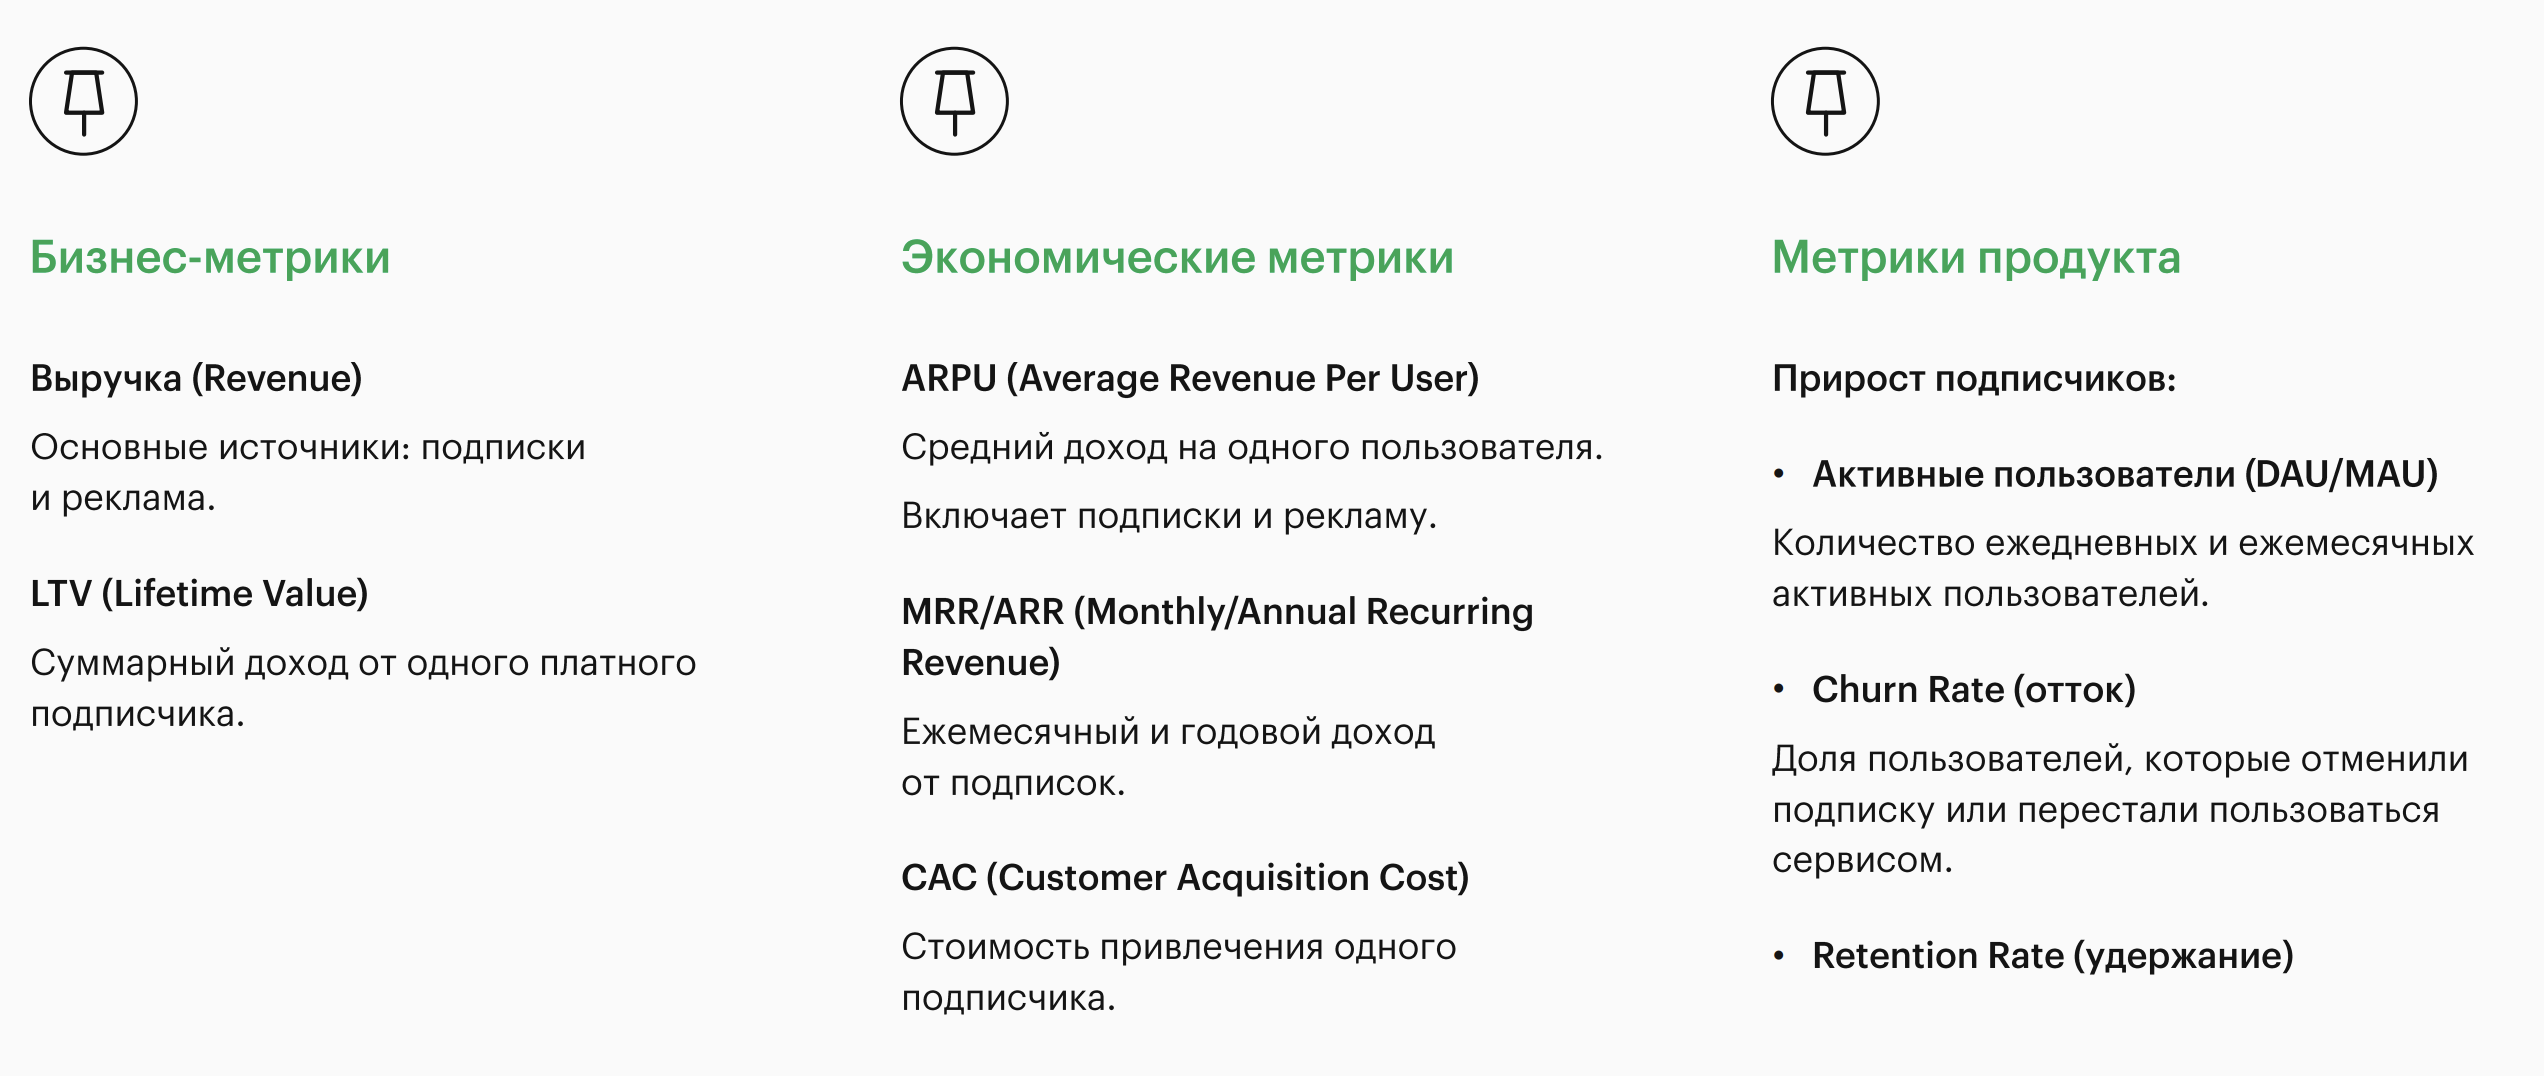 Бизнес-метрики
Выручка (Revenue)
Основные источники: подписки
и реклама.
LTV (Lifetime Value)
Суммарный доход от одного платного
подписчика.
Экономические метрики
ARPU (Average Revenue Per User)
Средний доход на одного пользователя.
Включает подписки и рекламу.
MRR/ARR (Monthly/Annual Recurring
Revenue)
Ежемесячный и годовой доход
от подписок.
CAC (Customer Acquisition Cost)
Стоимость привлечения одного
подписчика.
Метрики продукта
Прирост подписчиков:
• Активные пользователи (DAU/MAU)
Количество ежедневных и ежемесячных
активных пользователей.
• Churn Rate (отток)
Доля пользователей, которые отменили
подписку или перестали пользоваться
сервисом.
• Retention Rate (удержание)